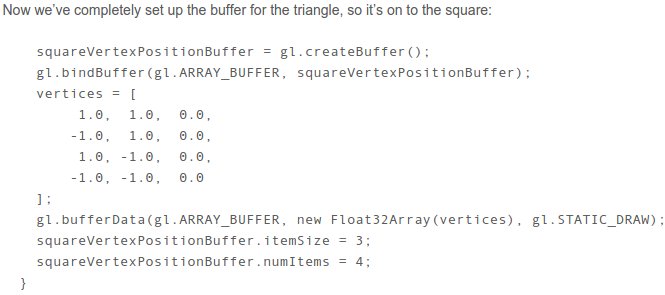 Now we've completely set up the buffer for the triangle, so it's on to the square:
squareVertexPositionBuffer = gl.createBuffer();
gl.bindBuffer(gl.ARRAY_BUFFER, squareVertexPositionBuffer);
vertices = [
1.0, 1.0, 0.0,
-1.0, 1.0, 0.0,
1.0, -1.0, 0.0,
-1.0, -1.0, 0.0
];
gl.bufferData(gl.ARRAY_BUFFER, new Float32Array(vertices), gl.STATIC_DRAW);
squareVertexPositionBuffer.itemSize = 3;
squareVertexPositionBuffer.numItems = 4;
}